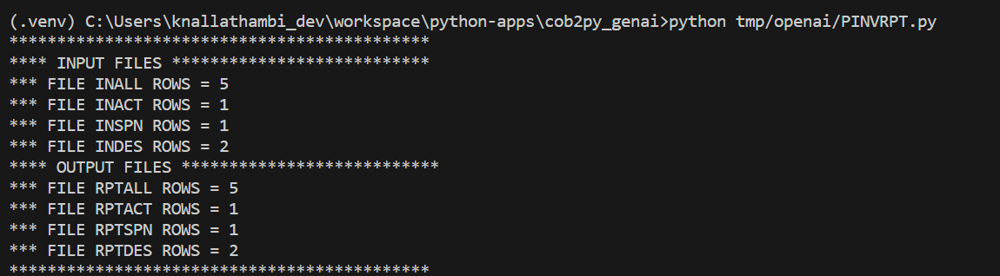 (.venv) C:\Users\knallathambi_dev\workspace\python-apps\cob2py_genai>python tmp/openai/PINVRPT.py
********************************************
**** INPUT FILES ***************************
*** FILE INALL ROWS = 5
*** FILE INACT ROWS = 1
*** FILE INSPN ROWS = 1
*** FILE INDES ROWS = 2
**** OUTPUT FILES ***************************
*** FILE RPTALL ROWS = 5
*** FILE RPTACT ROWS = 1
*** FILE RPTSPN ROWS = 1
*** FILE RPTDES ROWS = 2
********************************************